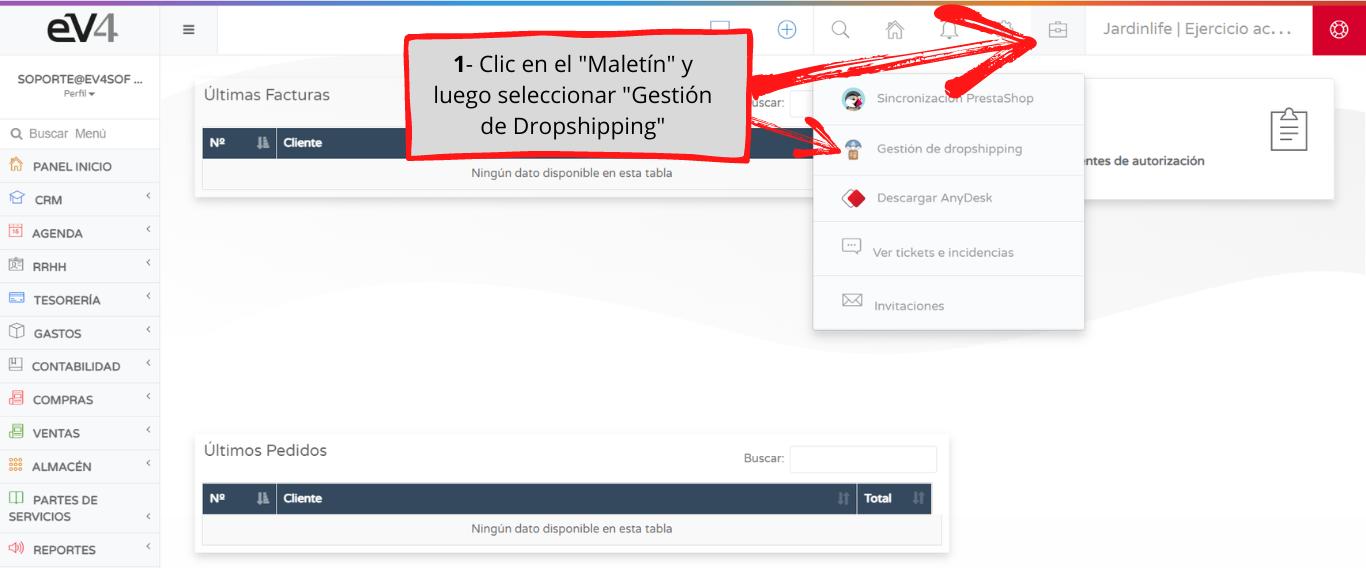 eV4
Jardinlife | Ejercicio ac...
SOPORTE@EV4SOF ...
Perfil
Buscar Menú
PANEL INICIO
CRM
AGENDA
RRHH
TESORERÍA
GASTOS
CONTABILIDAD
COMPRAS
VENTAS
ALMACÉN
PARTES DE
SERVICIOS
REPORTES
1- Clic en el "Maletín" y
luego seleccionar "Gestión
de Dropshipping"
Últimas Facturas
uscar:
Nº Cliente
Ningún dato disponible en esta tabla
Sincronización PrestaShop
Gestión de dropshipping
Descargar AnyDesk
Ver tickets e incidencias
Invitaciones
entes de autorización
Últimos Pedidos
Buscar:
Nº Cliente Total
Ningún dato disponible en esta tabla